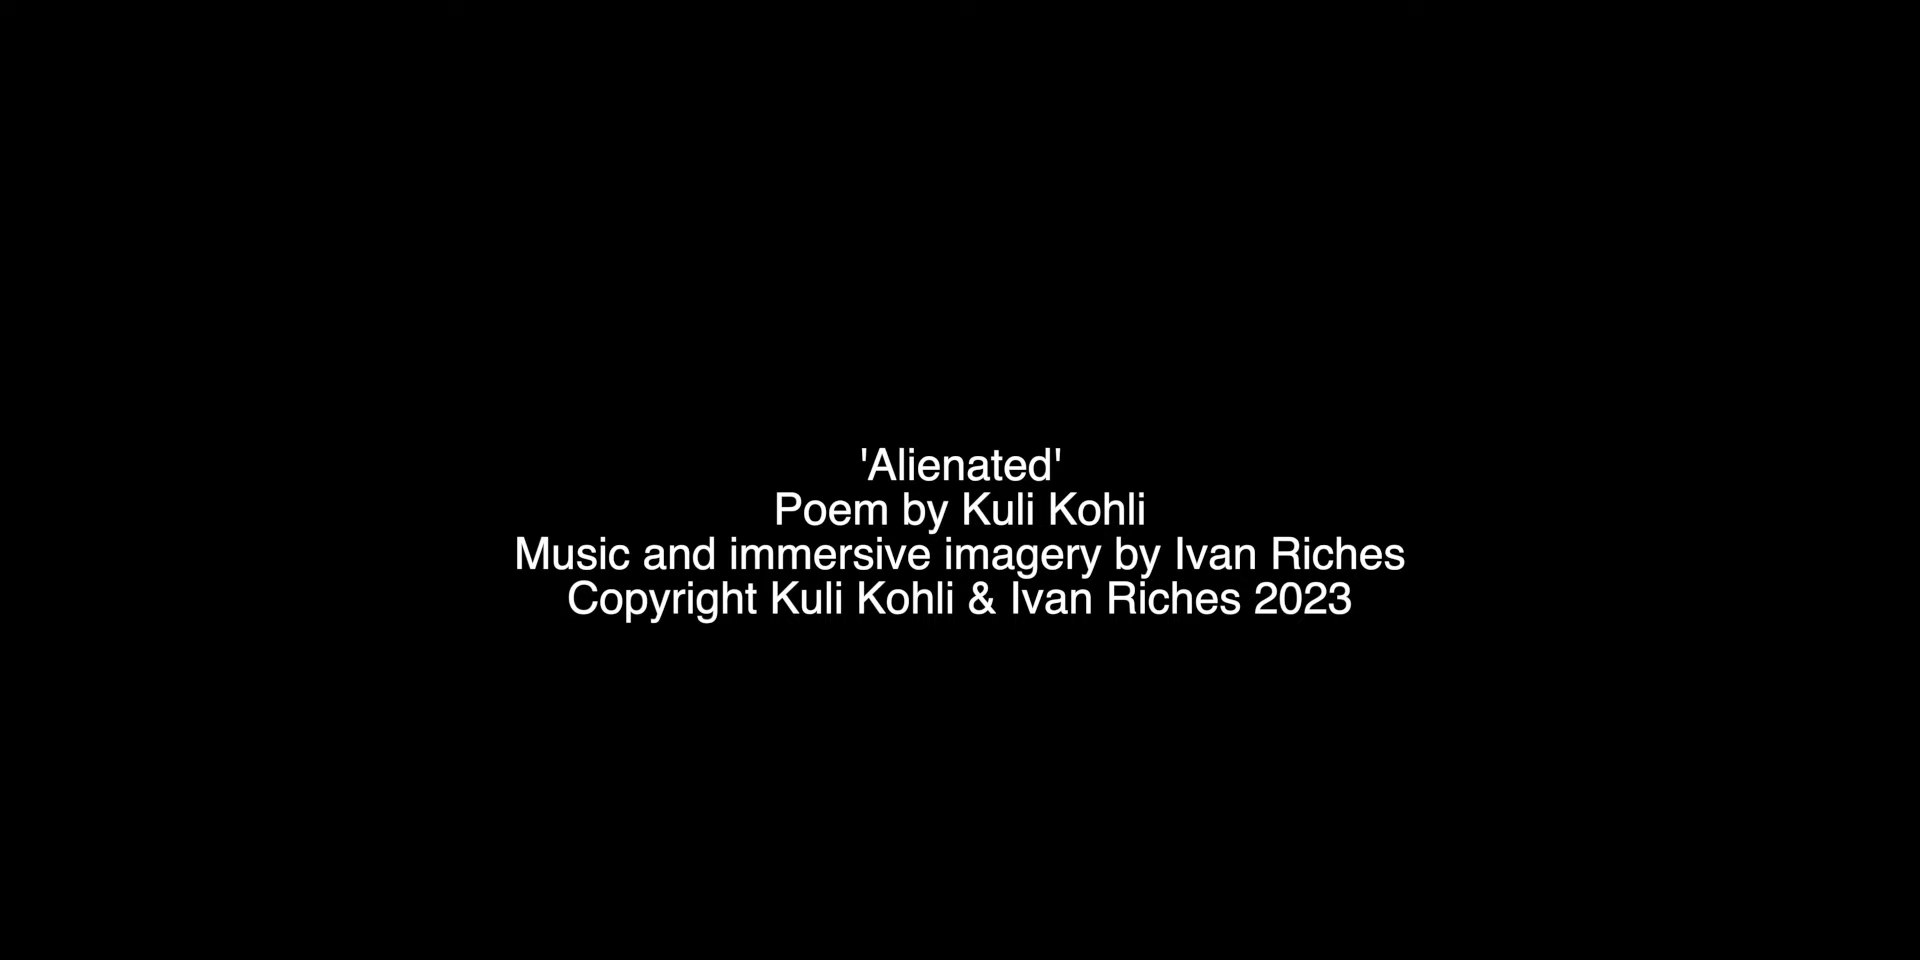 'Alienated'
Poem by Kuli Kohli
Music and immersive imagery by Ivan Riches
Copyright Kuli Kohli & Ivan Riches 2023